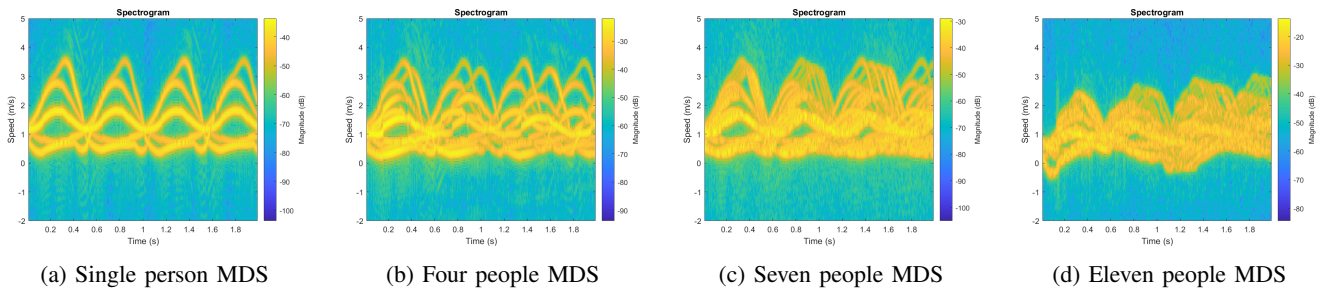 Spectrogram
5
4
3
2
1
0
-1
-2
Speed (m/s)
0.2 0.4 0.6 0.8 1 1.2 1.4 1.6 1.8
Time (s)
-40
-50
-60
-70
-80
-90
-100
Magnitude (dB)
(a) Single person MDS
Spectrogram
5
4
3
2
1
0
-1
-2
Speed (m/s)
0.2 0.4 0.6 0.8 1 1.2 1.4 1.6 1.8
Time (s)
-30
-40
-50
-60
-70
-80
-90
Magnitude (dB)
(b) Four people MDS
Spectrogram
5
4
3
2
1
0
-1
-2
Speed (m/s)
0.2 0.4 0.6 0.8 1 1.2 1.4 1.6 1.8
Time (s)
-30
-40
-50
-60
-70
-80
-90
-100
Magnitude (dB)
(c) Seven people MDS
Spectrogram
5
4
3
2
1
0
-1
-2
Speed (m/s)
0.2 0.4 0.6 0.8 1 1.2 1.4 1.6 1.8
Time (s)
-20
-30
-40
-50
-60
-70
-80
Magnitude (dB)
(d) Eleven people MDS